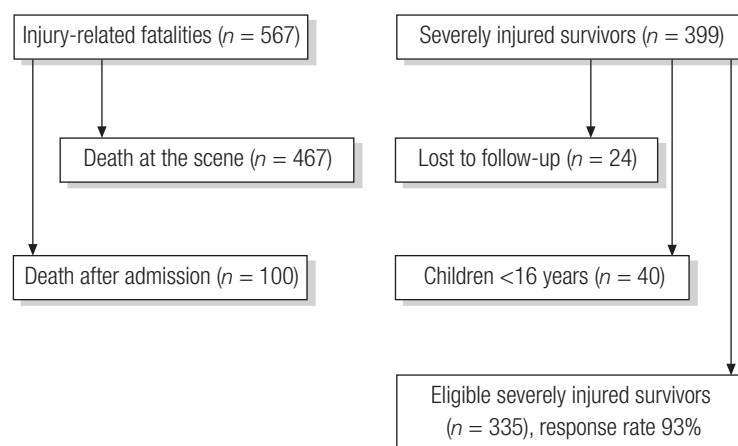 Injury-related fatalities (n = 567)
Severely injured survivors (n = 399)
Death at the scene (n = 467)
Lost to follow-up (n = 24)
Death after admission (n = 100)
Children <16 years (n = 40)
Eligible severely injured survivors
(n = 335), response rate 93%